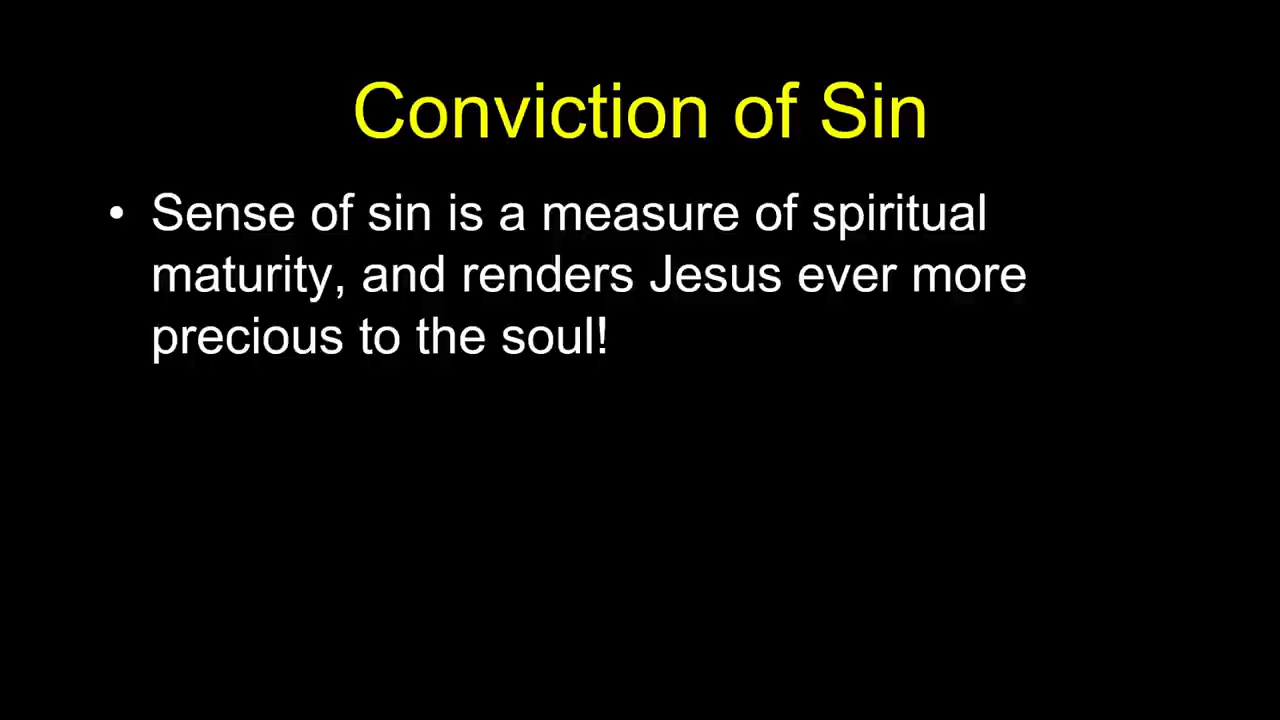 Conviction of Sin
• Sense of sin is a measure of spiritual
maturity, and renders Jesus ever more
precious to the soul!